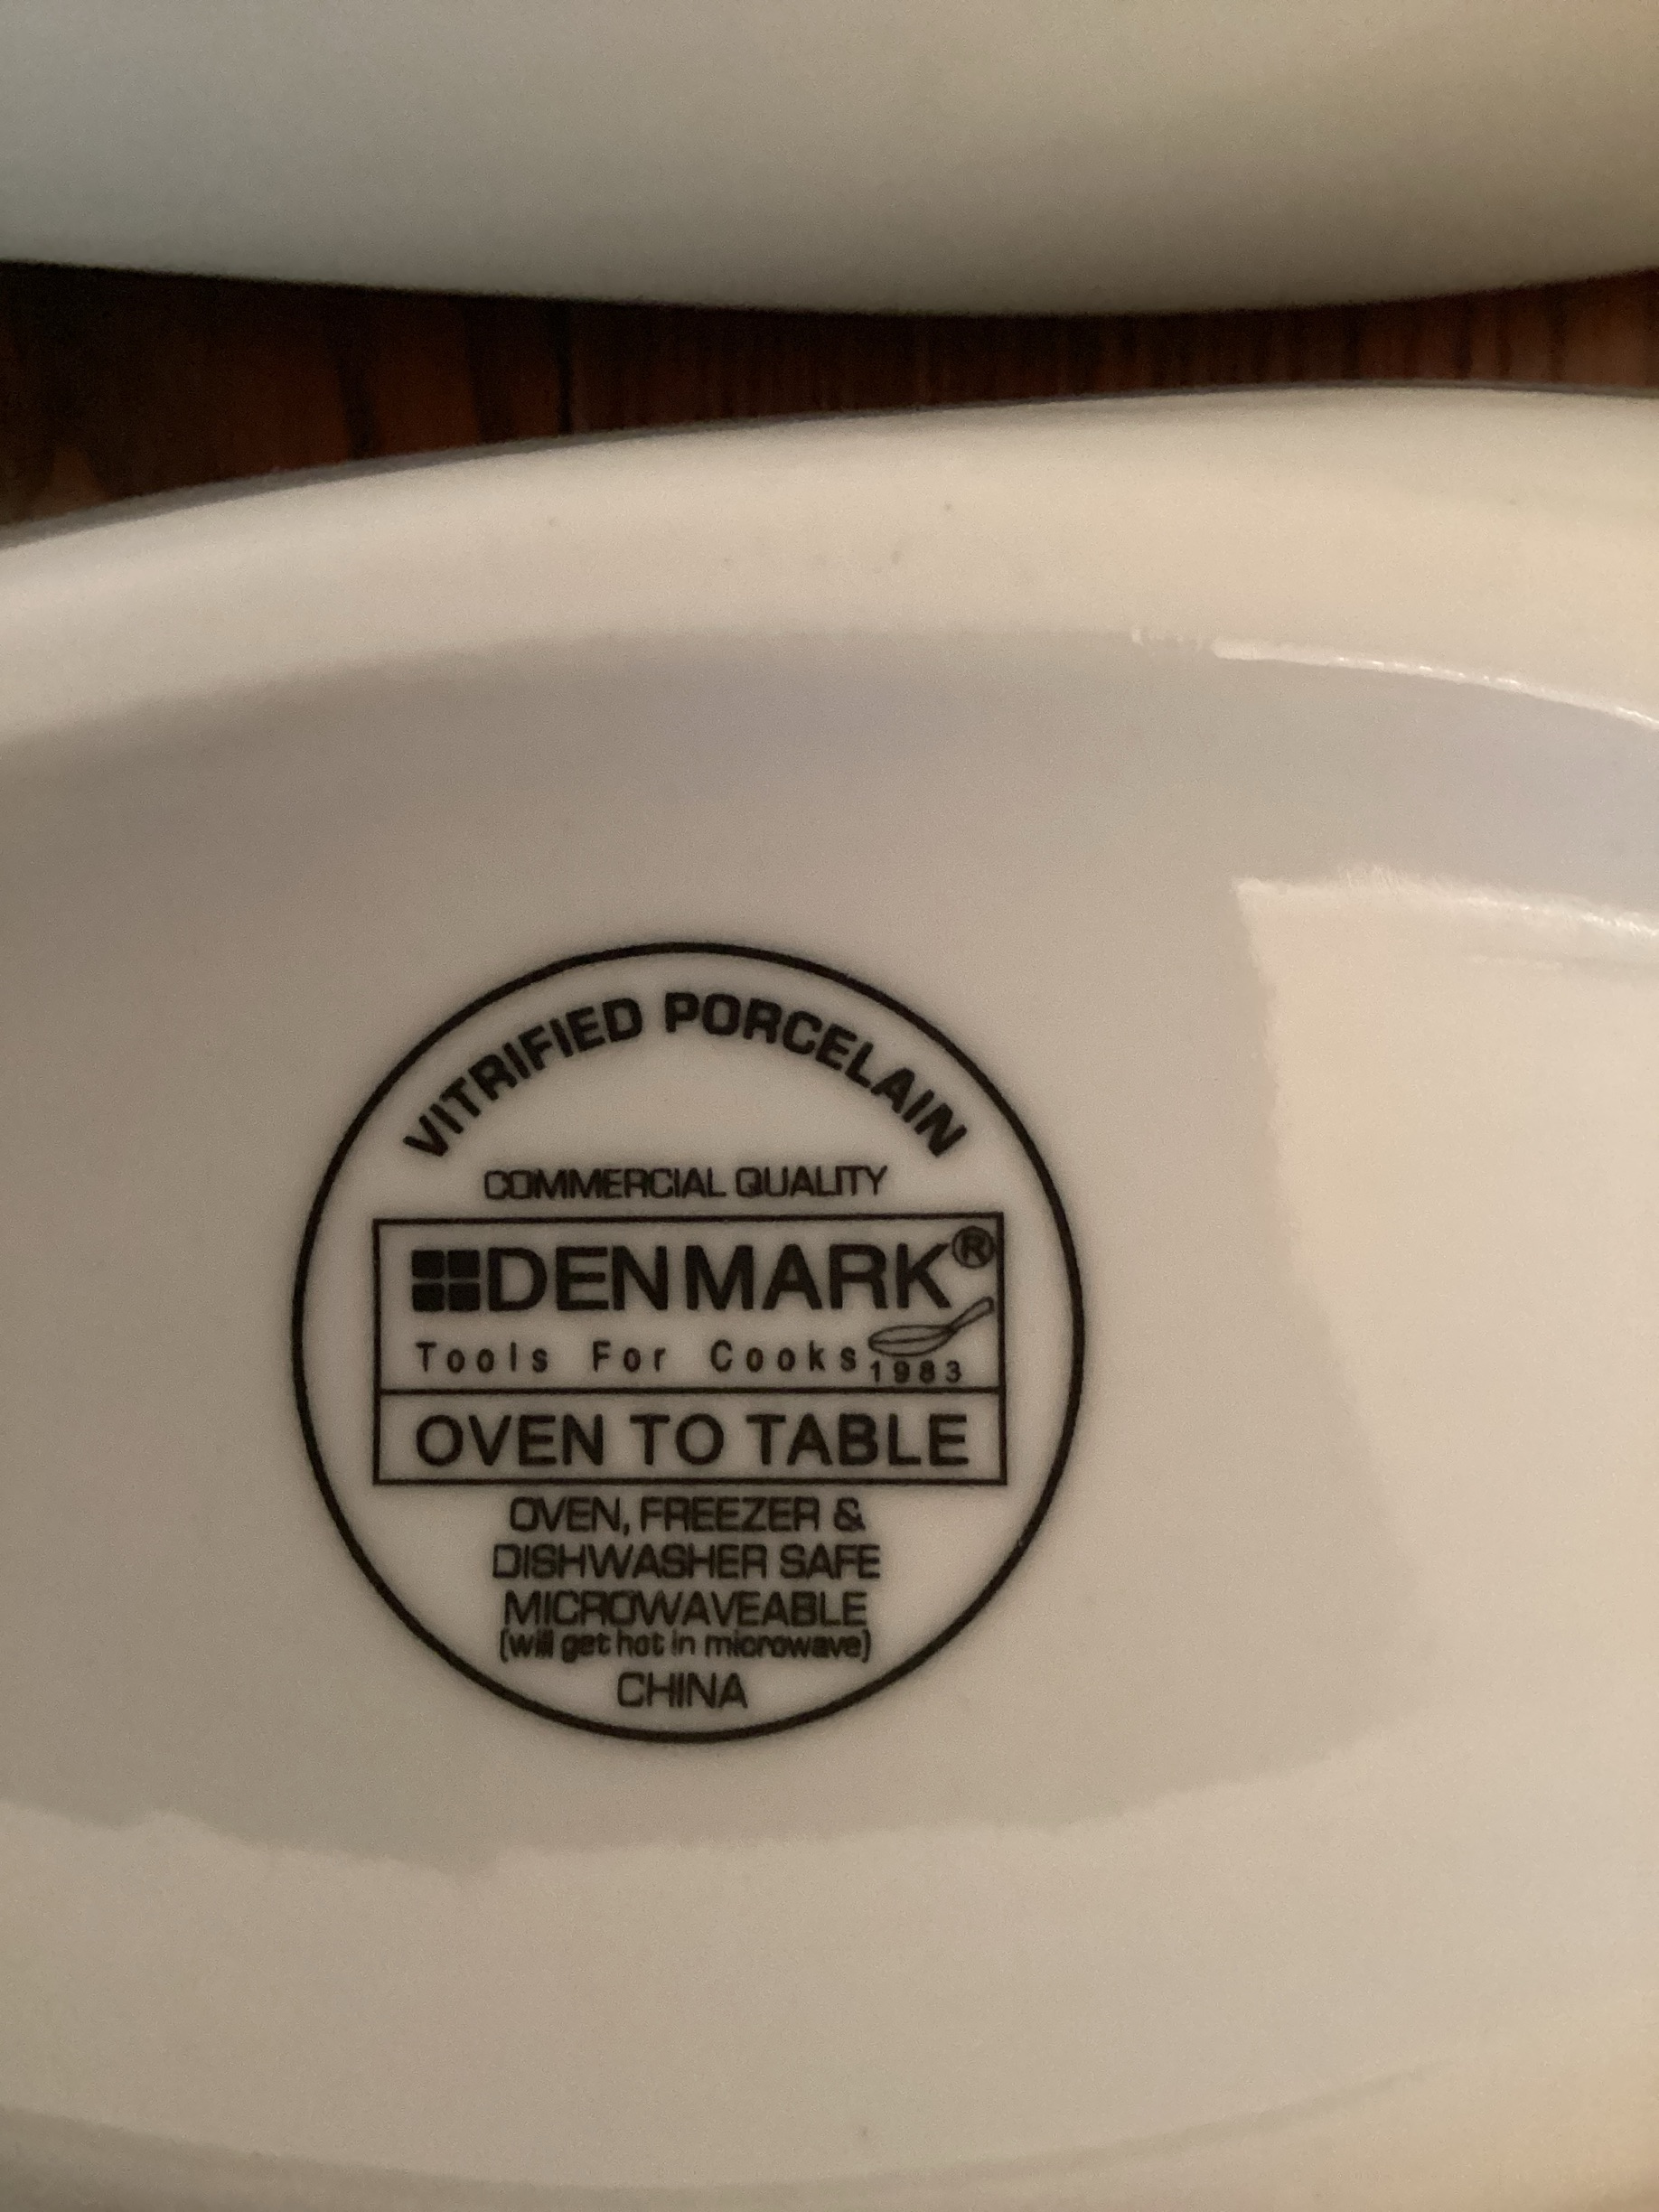 VITRIFIED PORCELAIN
COMMERCIAL QUALITY
DENMARK®
Tools For Cooks
1983
OVEN TO TABLE
OVEN, FREEZER &
DISHWASHER SAFE
MICROWAVEABLE
(will get hot in microwave)
CHINA